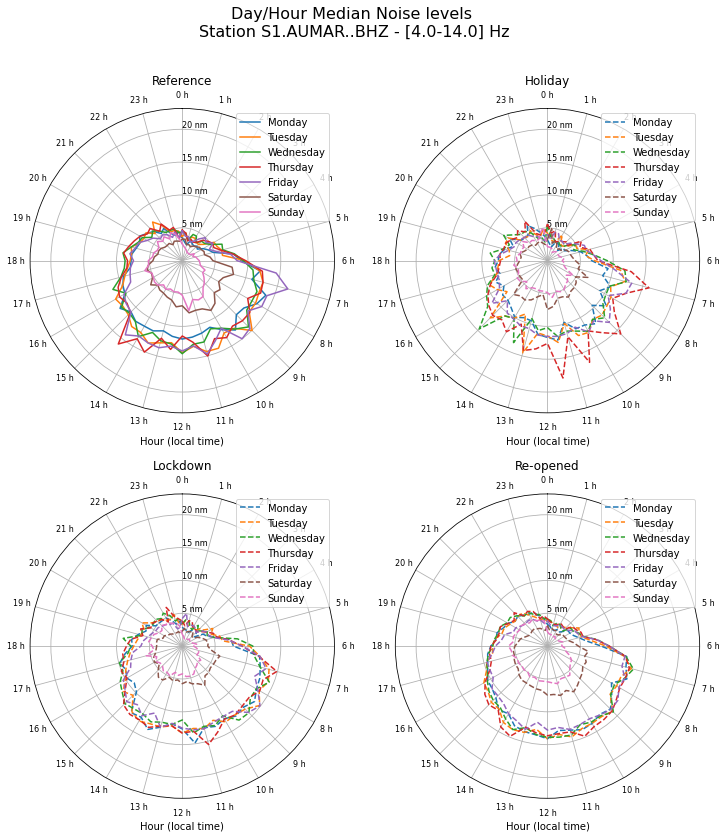 Day/Hour Median Noise levels
Station S1.AUMAR..BHZ - [4.0-14.0] Hz
Reference
0 h
23 h
1 h
22 h
21 h
20 h
19 h
18 h
17 h
16 h
15 h
14 h
13 h
12 h
11 h
10 h
9 h
8 h
7 h
6 h
5 h
20 nm
15 nm
10 nm
5 nm
Monday
Tuesday
Wednesday
Thursday
Friday
Saturday
Sunday
Hour (local time)
Holiday
0 h
23 h
1 h
22 h
21 h
20 h
19 h
18 h
17 h
16 h
15 h
14 h
13 h
12 h
11 h
10 h
9 h
8 h
7 h
6 h
5 h
4 h
20 nm
15 nm
10 nm
5 nm
Monday
Tuesday
Wednesday
Thursday
Friday
Saturday
Sunday
Hour (local time)
Lockdown
0 h
23 h
1 h
22 h
21 h
20 h
19 h
18 h
17 h
16 h
15 h
14 h
13 h
12 h
11 h
10 h
9 h
8 h
7 h
6 h
5 h
20 nm
15 nm
10 nm
5 nm
Monday
Tuesday
Wednesday
Thursday
Friday
Saturday
Sunday
Hour (local time)
Re-opened
0 h
23 h
1 h
22 h
21 h
20 h
19 h
18 h
17 h
16 h
15 h
14 h
13 h
12 h
11 h
10 h
9 h
8 h
7 h
6 h
5 h
4 h
20 nm
15 nm
10 nm
5 nm
Monday
Tuesday
Wednesday
Thursday
Friday
Saturday
Sunday
Hour (local time)